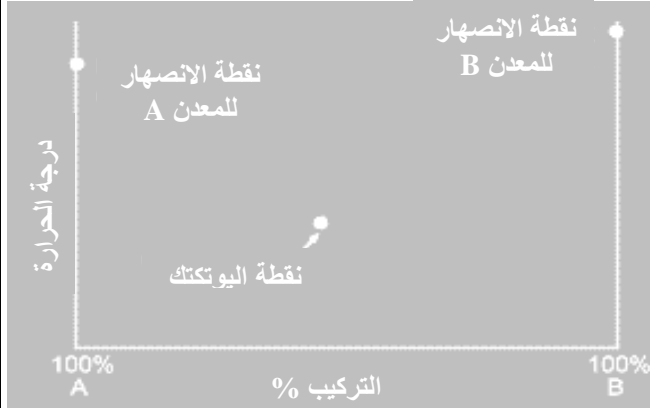 نقطة الانصهار
للمعدن B
نقطة الانصهار
للمعدن A
درجة الحرارة
نقطة اليوتكتك
100%
A
التركيب %
100%
B